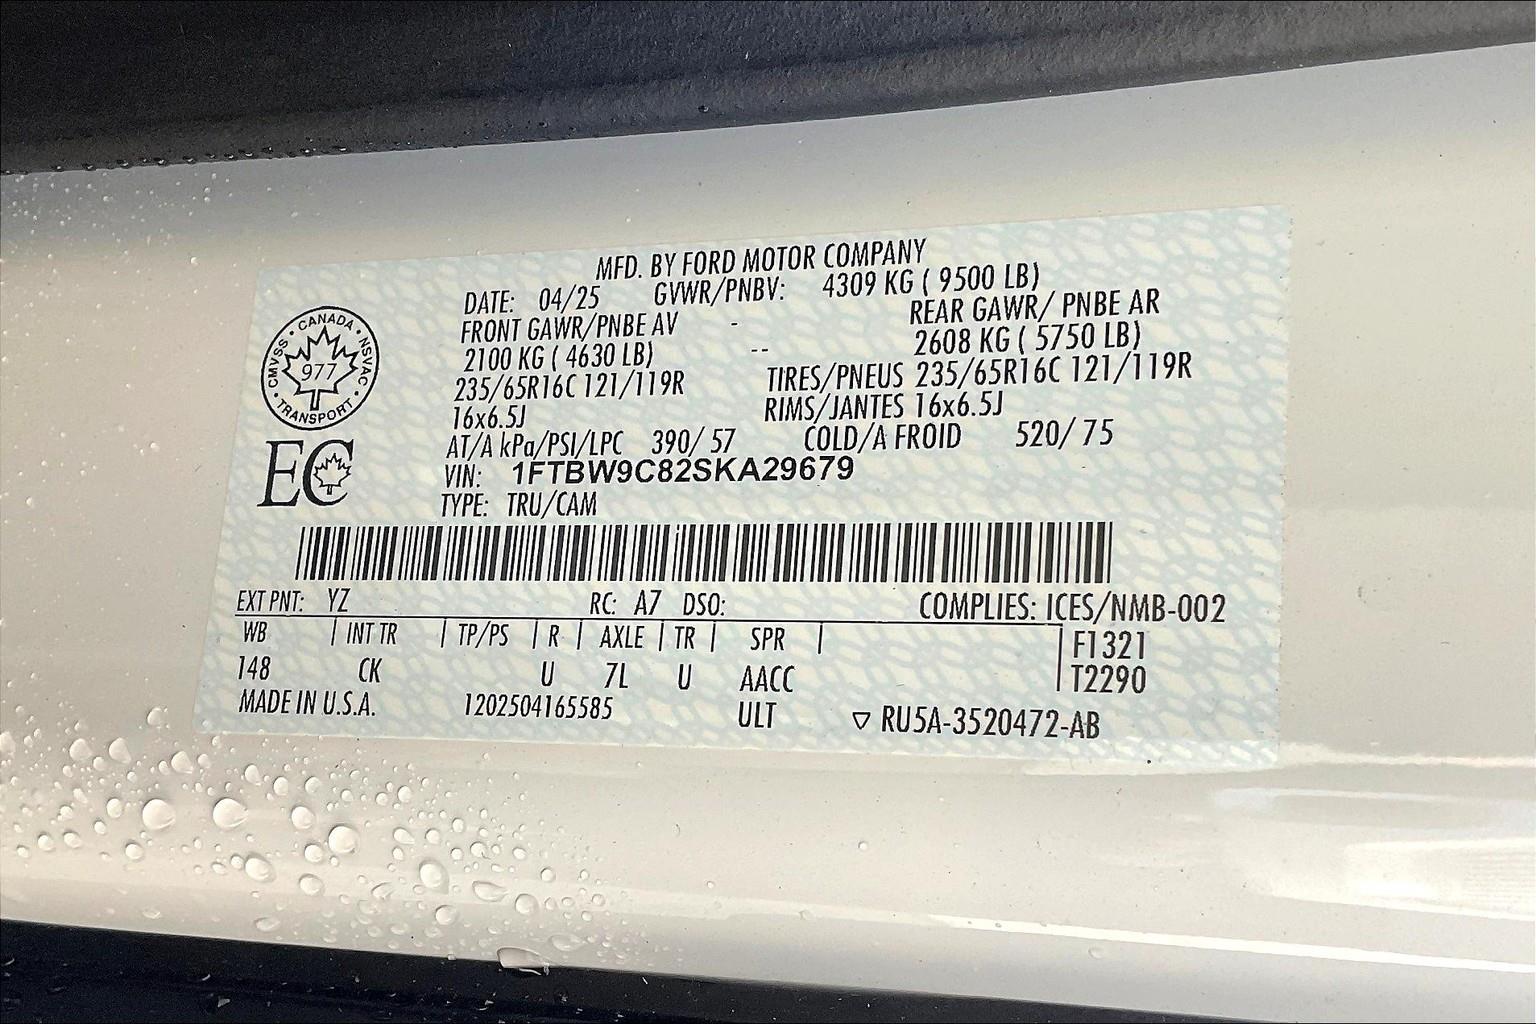 MFD. BY FORD MOTOR COMPANY
DATE: 04/25 GVWR/PNBV: 4309 KG ( 9500 LB)
FRONT GAWR/PNBE AV - REAR GAWR/ PNBE AR
2100 KG ( 4630 LB) -- 2608 KG ( 5750 LB)
235/65R16C 121/119R TIRES/PNEUS 235/65R16C 121/119R
16x6.5J RIMS/JANTES 16x6.5J
AT/A kPa/PSI/LPC 390/ 57 COLD/A FROID 520/ 75
VIN: 1FTBW9C82SKA29679
TYPE: TRU/CAM
CMVSS • CANADA • NSVAC • TRANSPORT •
977
EC
EXT PNT: YZ RC: A7 DSO: COMPLIES: ICES/NMB-002
WB | INT TR | TP/PS | R | AXLE | TR | SPR | F1321
148 CK U 7L U AACC T2290
MADE IN U.S.A. 1202504165585 ULT ▽ RU5A-3520472-AB